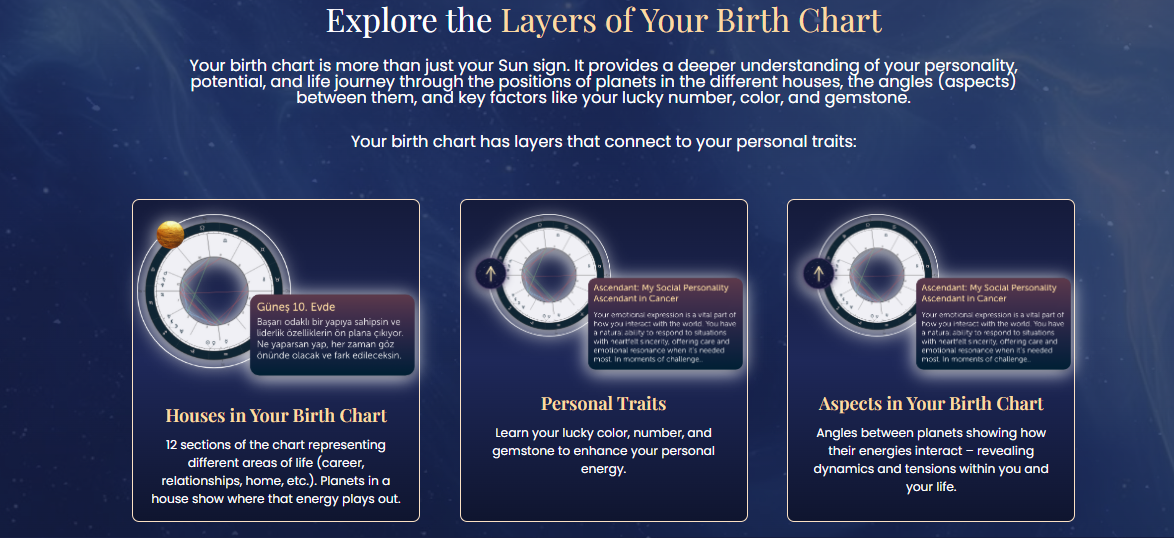 Explore the Layers of Your Birth Chart
Your birth chart is more than just your Sun sign. It provides a deeper understanding of your personality,
potential, and life journey through the positions of planets in the different houses, the angles (aspects)
between them, and key factors like your lucky number, color, and gemstone.
Your birth chart has layers that connect to your personal traits:
Güneş 10. Evde
Başarı odaklı bir yapıya sahipsin ve
liderlik özelliklerin ön plana çıkıyor.
Ne yaparsan yap, her zaman göz
önünde olacak ve fark edileceksin.
Houses in Your Birth Chart
12 sections of the chart representing
different areas of life (career,
relationships, home, etc.). Planets in a
house show where that energy plays out.
Ascendant: My Social Personality
Ascendant in Cancer
Your emotional expression is a vital part of
how you interact with the world. You have
a natural ability to respond to situations
with heartfelt sincerity, offering care and
emotional resonance when it's needed
most. In moments of challenge...
Personal Traits
Learn your lucky color, number, and
gemstone to enhance your personal
energy.
Ascendant: My Social Personality
Ascendant in Cancer
Your emotional expression is a vital part of
how you interact with the world. You have
a natural ability to respond to situations
with heartfelt sincerity, offering care and
emotional resonance when it's needed
most. In moments of challenge...
Aspects in Your Birth Chart
Angles between planets showing how
their energies interact – revealing
dynamics and tensions within you and
your life.